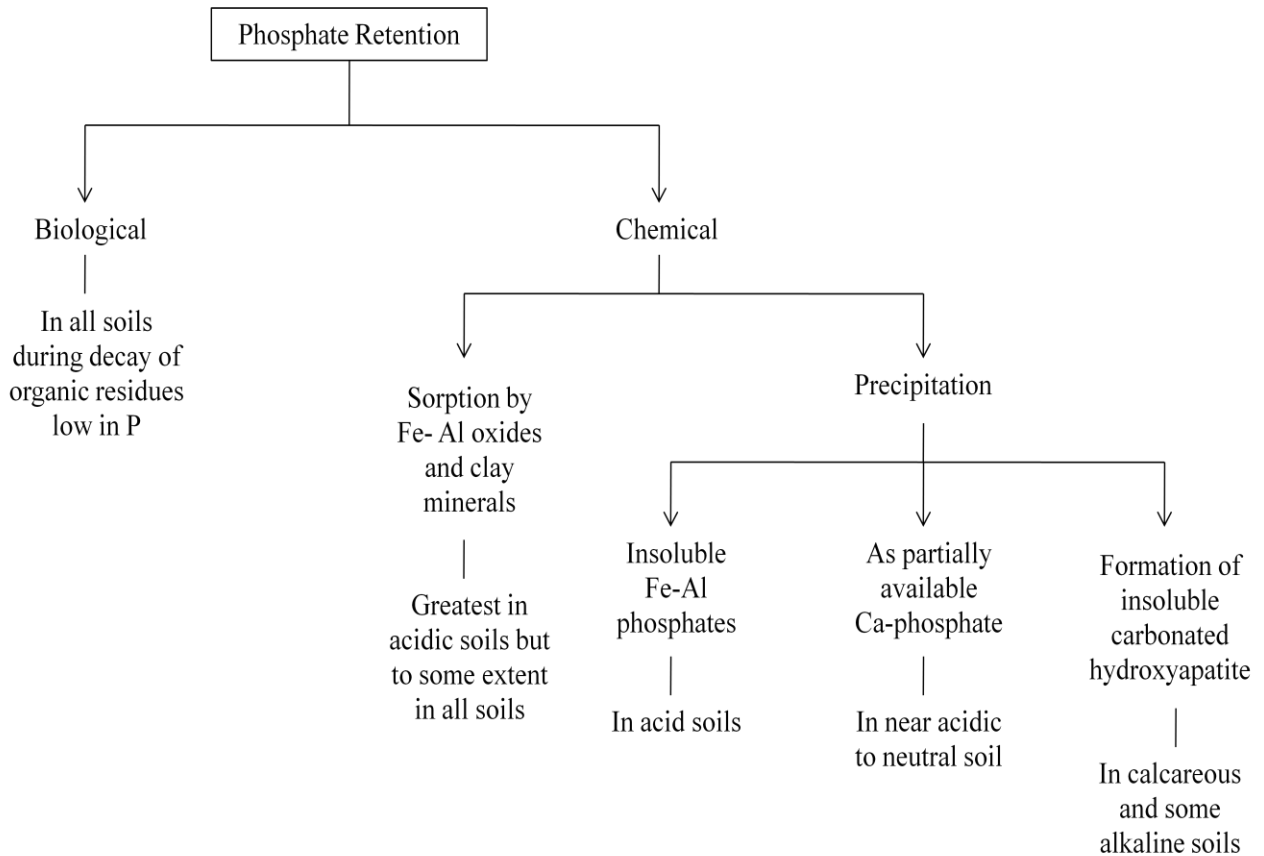 Phosphate Retention
Biological
In all soils
during decay of
organic residues
low in P
Chemical
Sorption by
Fe- Al oxides
and clay
minerals
Greatest in
acidic soils but
to some extent
in all soils
Precipitation
Insoluble
Fe-Al
phosphates
In acid soils
As partially
available
Ca-phosphate
In near acidic
to neutral soil
Formation of
insoluble
carbonated
hydroxyapatite
In calcareous
and some
alkaline soils